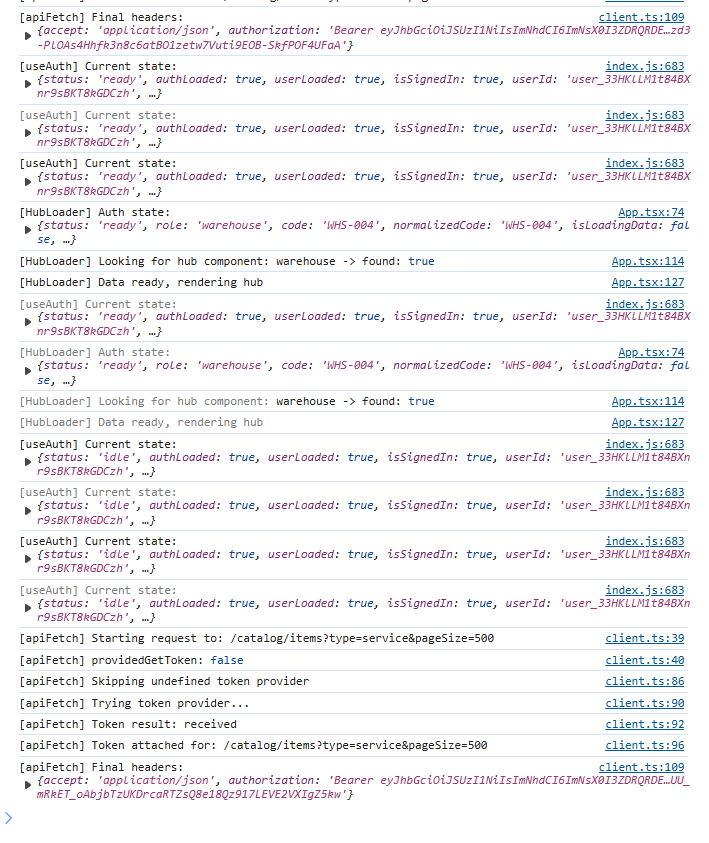 [apiFetch] Final headers: client.ts:109
{accept: 'application/json', authorization: 'Bearer eyJhbGciOiJSUzI1NiIsImNhdCI6ImNsX0I3ZDRQRDE…zd3
-PlOAs4Hhfk3n8c6atBO1zetw7Vuti9EOB-SkfPOF4UFaA'}
[useAuth] Current state: index.js:683
{status: 'ready', authLoaded: true, userLoaded: true, isSignedIn: true, userId: 'user_33HKlLM1t84BX
nr9sBKT8kGDCzh', …}
[useAuth] Current state: index.js:683
{status: 'ready', authLoaded: true, userLoaded: true, isSignedIn: true, userId: 'user_33HKlLM1t84BX
nr9sBKT8kGDCzh', …}
[useAuth] Current state: index.js:683
{status: 'ready', authLoaded: true, userLoaded: true, isSignedIn: true, userId: 'user_33HKlLM1t84BX
nr9sBKT8kGDCzh', …}
[HubLoader] Auth state: App.tsx:74
{status: 'ready', role: 'warehouse', code: 'WHS-004', normalizedCode: 'WHS-004', isLoadingData: fal
se, …}
[HubLoader] Looking for hub component: warehouse -> found: true App.tsx:114
[HubLoader] Data ready, rendering hub App.tsx:127
[useAuth] Current state: index.js:683
{status: 'ready', authLoaded: true, userLoaded: true, isSignedIn: true, userId: 'user_33HKlLM1t84BX
nr9sBKT8kGDCzh', …}
[HubLoader] Auth state: App.tsx:74
{status: 'ready', role: 'warehouse', code: 'WHS-004', normalizedCode: 'WHS-004', isLoadingData: fal
se, …}
[HubLoader] Looking for hub component: warehouse -> found: true App.tsx:114
[HubLoader] Data ready, rendering hub App.tsx:127
[useAuth] Current state: index.js:683
{status: 'idle', authLoaded: true, userLoaded: true, isSignedIn: true, userId: 'user_33HKlLM1t84BXn
r9sBKT8kGDCzh', …}
[useAuth] Current state: index.js:683
{status: 'idle', authLoaded: true, userLoaded: true, isSignedIn: true, userId: 'user_33HKlLM1t84BXn
r9sBKT8kGDCzh', …}
[useAuth] Current state: index.js:683
{status: 'idle', authLoaded: true, userLoaded: true, isSignedIn: true, userId: 'user_33HKlLM1t84BXn
r9sBKT8kGDCzh', …}
[useAuth] Current state: index.js:683
{status: 'idle', authLoaded: true, userLoaded: true, isSignedIn: true, userId: 'user_33HKlLM1t84BXn
r9sBKT8kGDCzh', …}
[apiFetch] Starting request to: /catalog/items?type=service&pageSize=500 client.ts:39
[apiFetch] providedGetToken: false client.ts:40
[apiFetch] Skipping undefined token provider client.ts:86
[apiFetch] Trying token provider... client.ts:90
[apiFetch] Token result: received client.ts:92
[apiFetch] Token attached for: /catalog/items?type=service&pageSize=500 client.ts:96
[apiFetch] Final headers: client.ts:109
{accept: 'application/json', authorization: 'Bearer eyJhbGciOiJSUzI1NiIsImNhdCI6ImNsX0I3ZDRQRDE…UU_
mRkET_oAbjbTzUKDrcaRTZsQ8e18Qz917LEVE2VXIgZ5kw'}